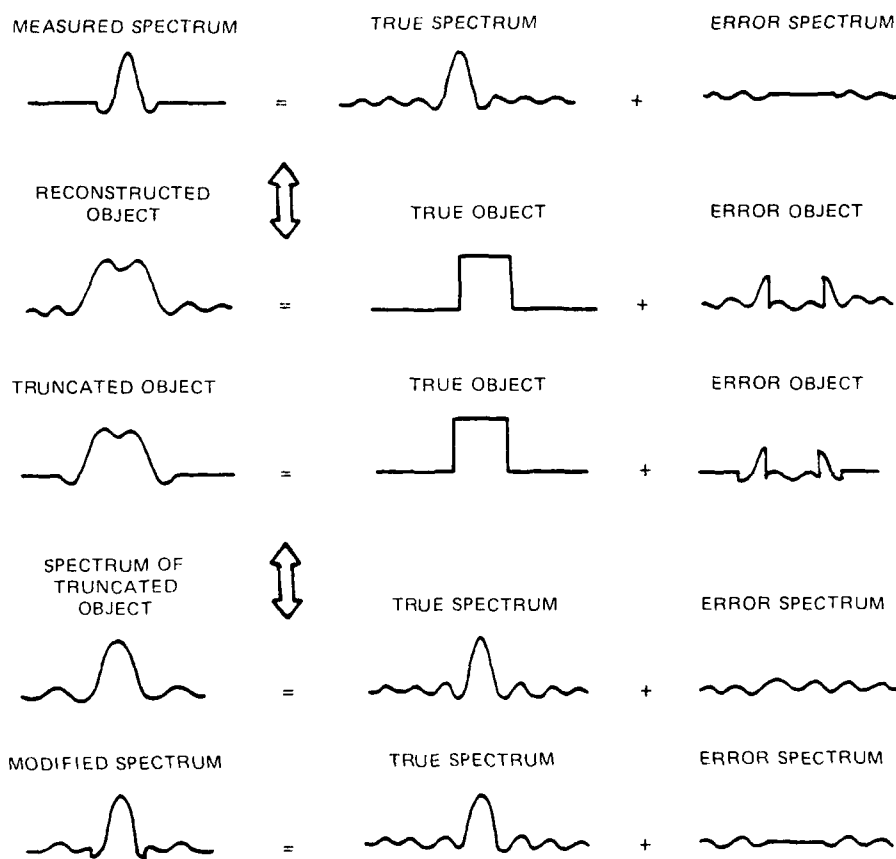 MEASURED SPECTRUM
TRUE SPECTRUM
ERROR SPECTRUM
=
+
RECONSTRUCTED
OBJECT
TRUE OBJECT
ERROR OBJECT
=
+
TRUNCATED OBJECT
TRUE OBJECT
ERROR OBJECT
=
+
SPECTRUM OF
TRUNCATED
OBJECT
TRUE SPECTRUM
ERROR SPECTRUM
=
+
MODIFIED SPECTRUM
TRUE SPECTRUM
ERROR SPECTRUM
=
+